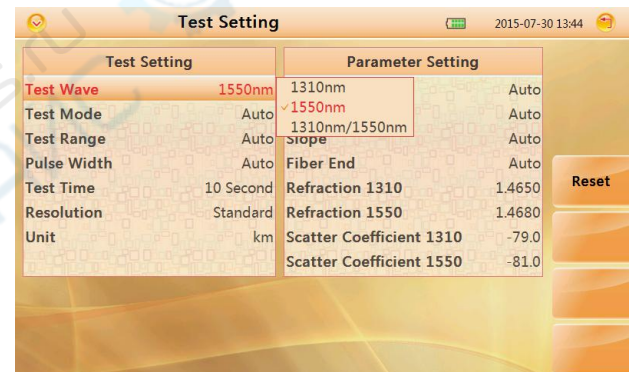 Test Setting
2015-07-30 13:44
Test Setting
Test Wave 1550nm
Test Mode Auto
Test Range Auto
Pulse Width Auto
Test Time 10 Second
Resolution Standard
Unit km
1310nm
1550nm
1310nm/1550nm
Parameter Setting
Auto
Auto
Slope Auto
Fiber End Auto
Refraction 1310 1.4650
Refraction 1550 1.4680
Scatter Coefficient 1310 -79.0
Scatter Coefficient 1550 -81.0
Reset